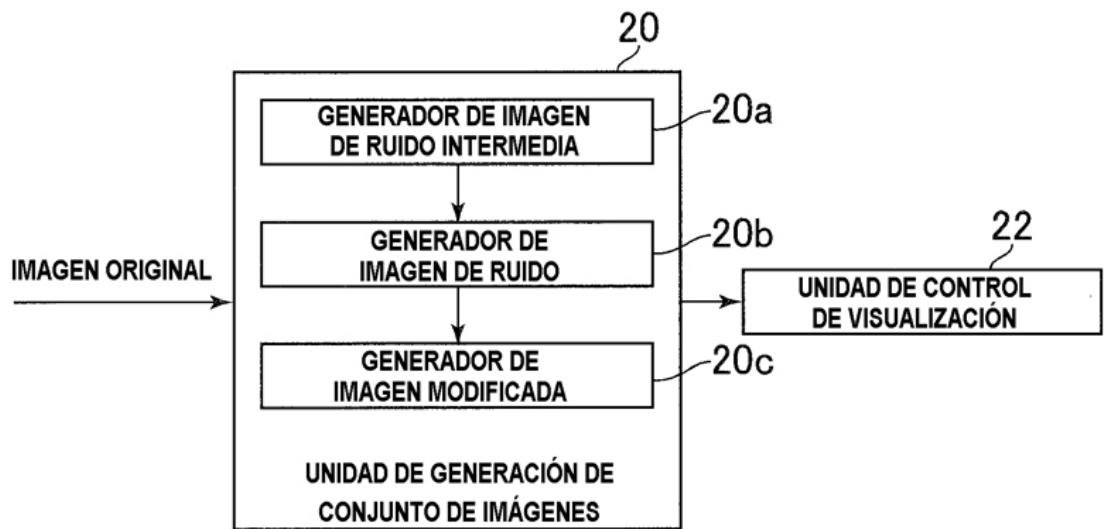 20
GENERADOR DE IMAGEN
DE RUIDO INTERMEDIA
20a
GENERADOR DE
IMAGEN DE RUIDO
20b
IMAGEN ORIGINAL
22
UNIDAD DE CONTROL
DE VISUALIZACIÓN
GENERADOR DE
IMAGEN MODIFICADA
20c
UNIDAD DE GENERACIÓN DE
CONJUNTO DE IMÁGENES